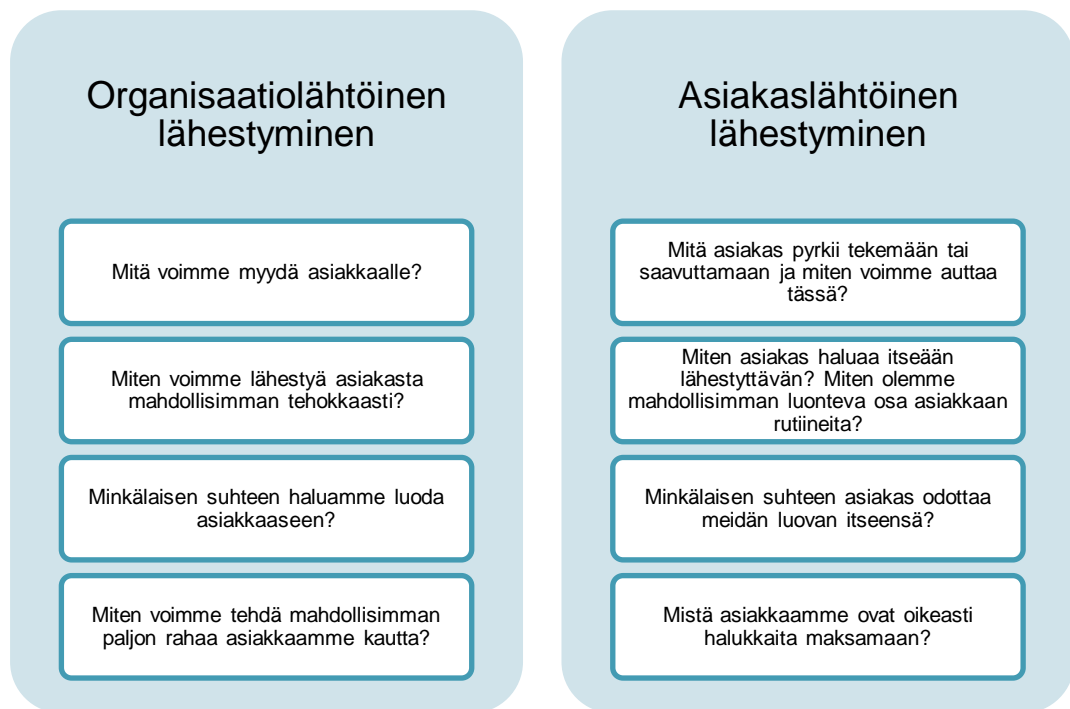 Organisaatiolähtöinen
lähestyminen
Mitä voimme myydä asiakkaalle?
Miten voimme lähestyä asiakasta
mahdollisimman tehokkaasti?
Minkälaisen suhteen haluamme luoda
asiakkaaseen?
Miten voimme tehdä mahdollisimman
paljon rahaa asiakkaamme kautta?
Asiakaslähtöinen
lähestyminen
Mitä asiakas pyrkii tekemään tai
saavuttamaan ja miten voimme auttaa
tässä?
Miten asiakas haluaa itseään
lähestyttävän? Miten olemme
mahdollisimman luonteva osa asiakkaan
rutiineita?
Minkälaisen suhteen asiakas odottaa
meidän luovan itseensä?
Mistä asiakkaamme ovat oikeasti
halukkaita maksamaan?